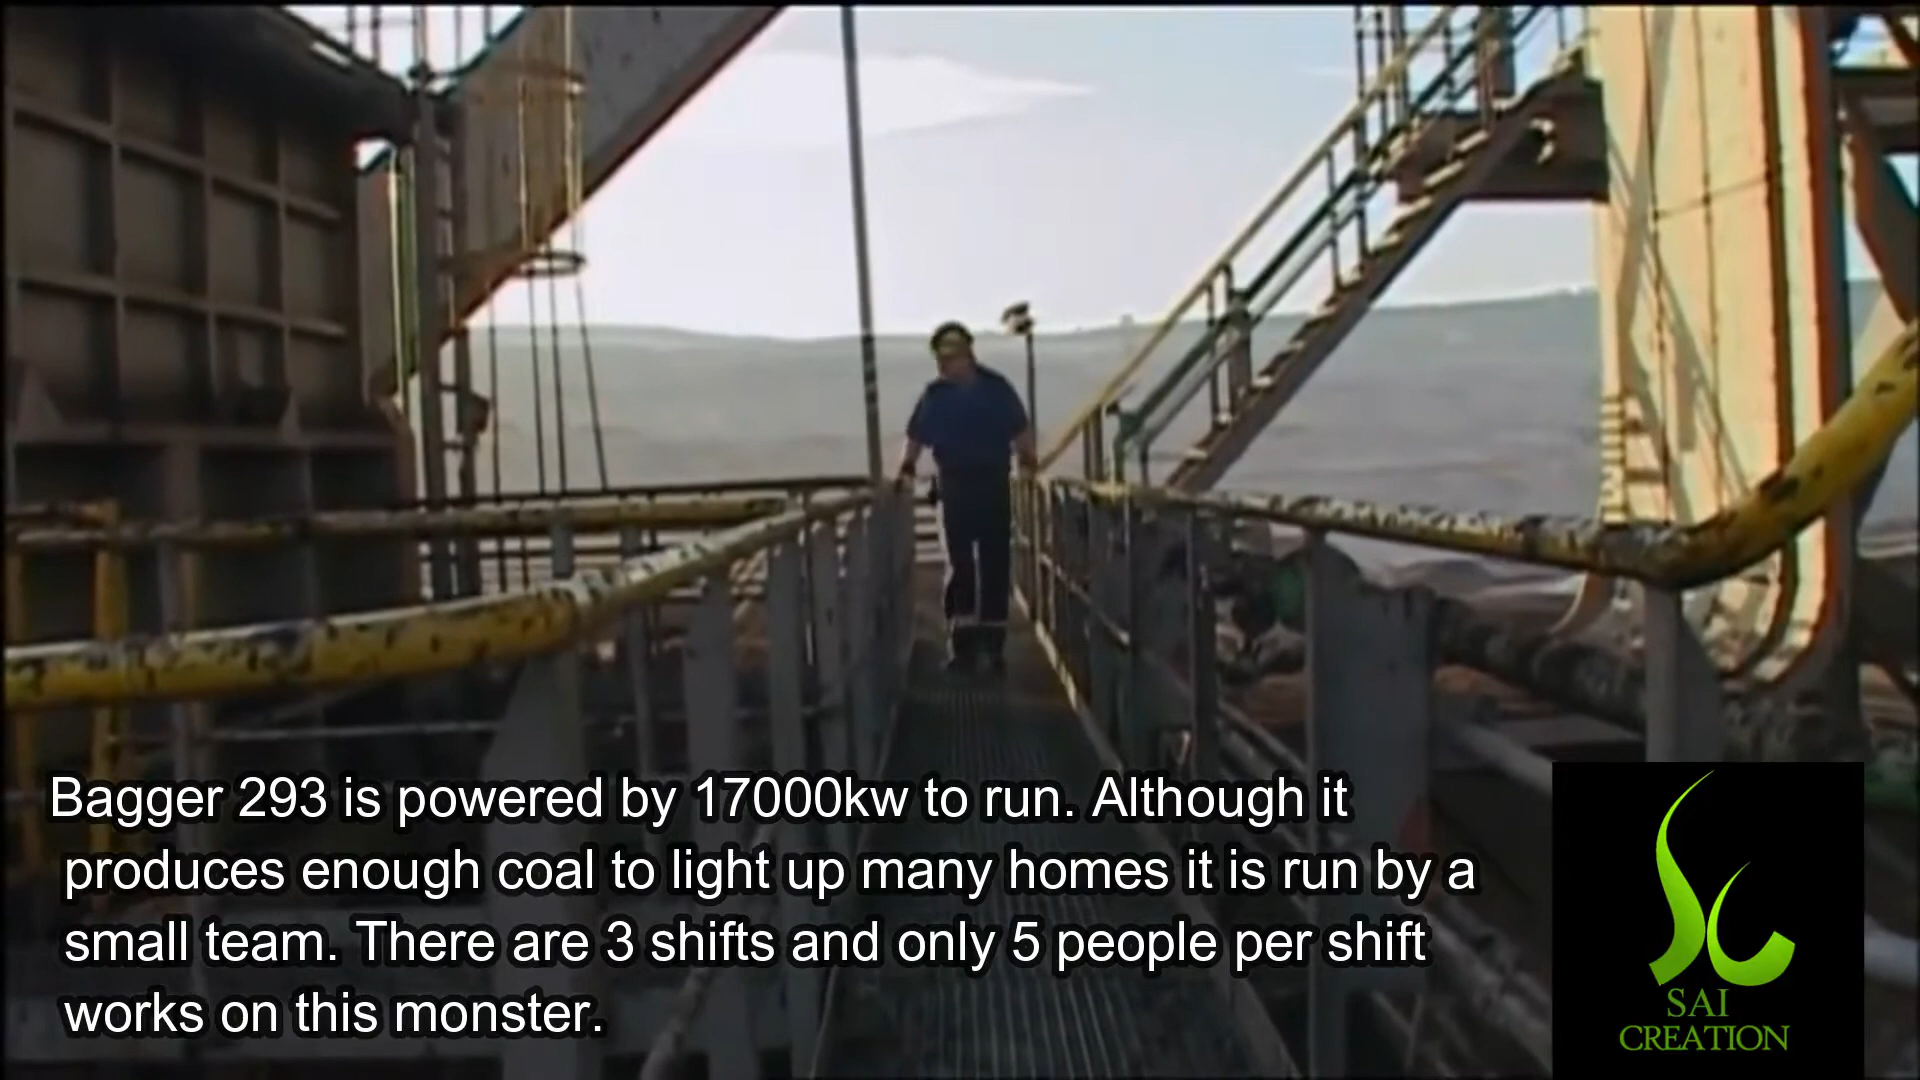 Bagger 293 is powered by 17000kw to run. Although it
produces enough coal to light up many homes it is run by a
small team. There are 3 shifts and only 5 people per shift
works on this monster.
SAI
CREATION